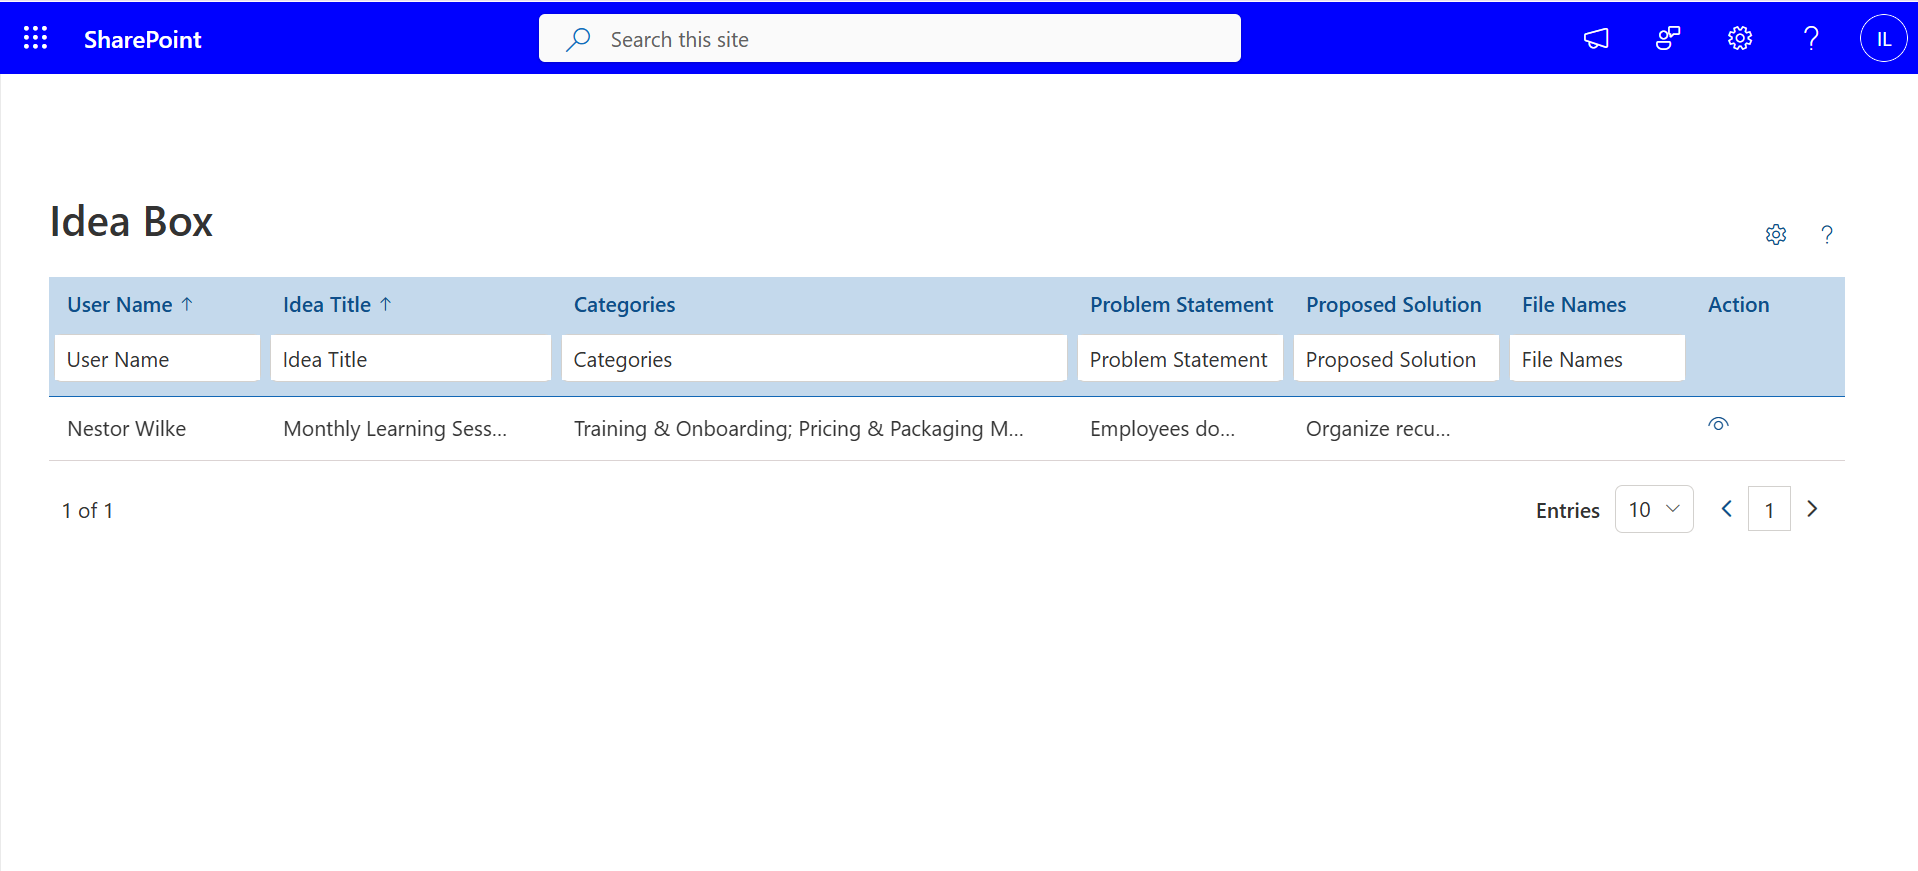 SharePoint
Search this site
IL
Idea Box
User Name Idea Title Categories Problem Statement Proposed Solution File Names Action
User Name Idea Title Categories Problem Statement Proposed Solution File Names
Nestor Wilke Monthly Learning Sess... Training & Onboarding; Pricing & Packaging M... Employees do... Organize recu...
1 of 1 Entries 10 1